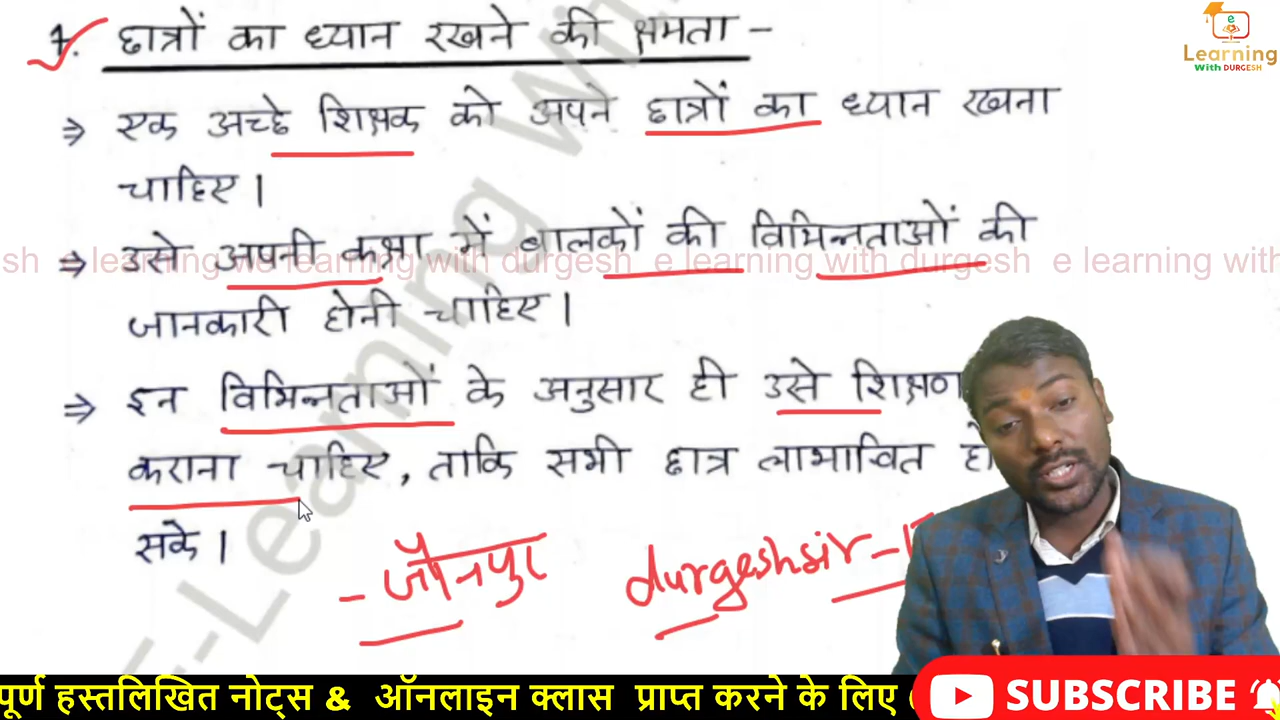 1. छात्रों का ध्यान रखने की क्षमता -
e
Learning
With DURGESH
⇒ एक अच्छे शिक्षक को अपने छात्रों का ध्यान रखना
चाहिए।
⇒ उसे अपनी कक्षा में बालकों की विभिन्नताओं की
sh e learning with durgesh e learning with
जानकारी होनी चाहिए।
⇒ इन विभिन्नताओं के अनुसार ही उसे शिक्षण
कराना चाहिए, ताकि सभी छात्र लाभान्वित हो
सके।
- जौनपुर durgeshsir -
E-Learning Wi
पूर्ण हस्तलिखित नोट्स & ऑनलाइन क्लास प्राप्त करने के लिए
SUBSCRIBE